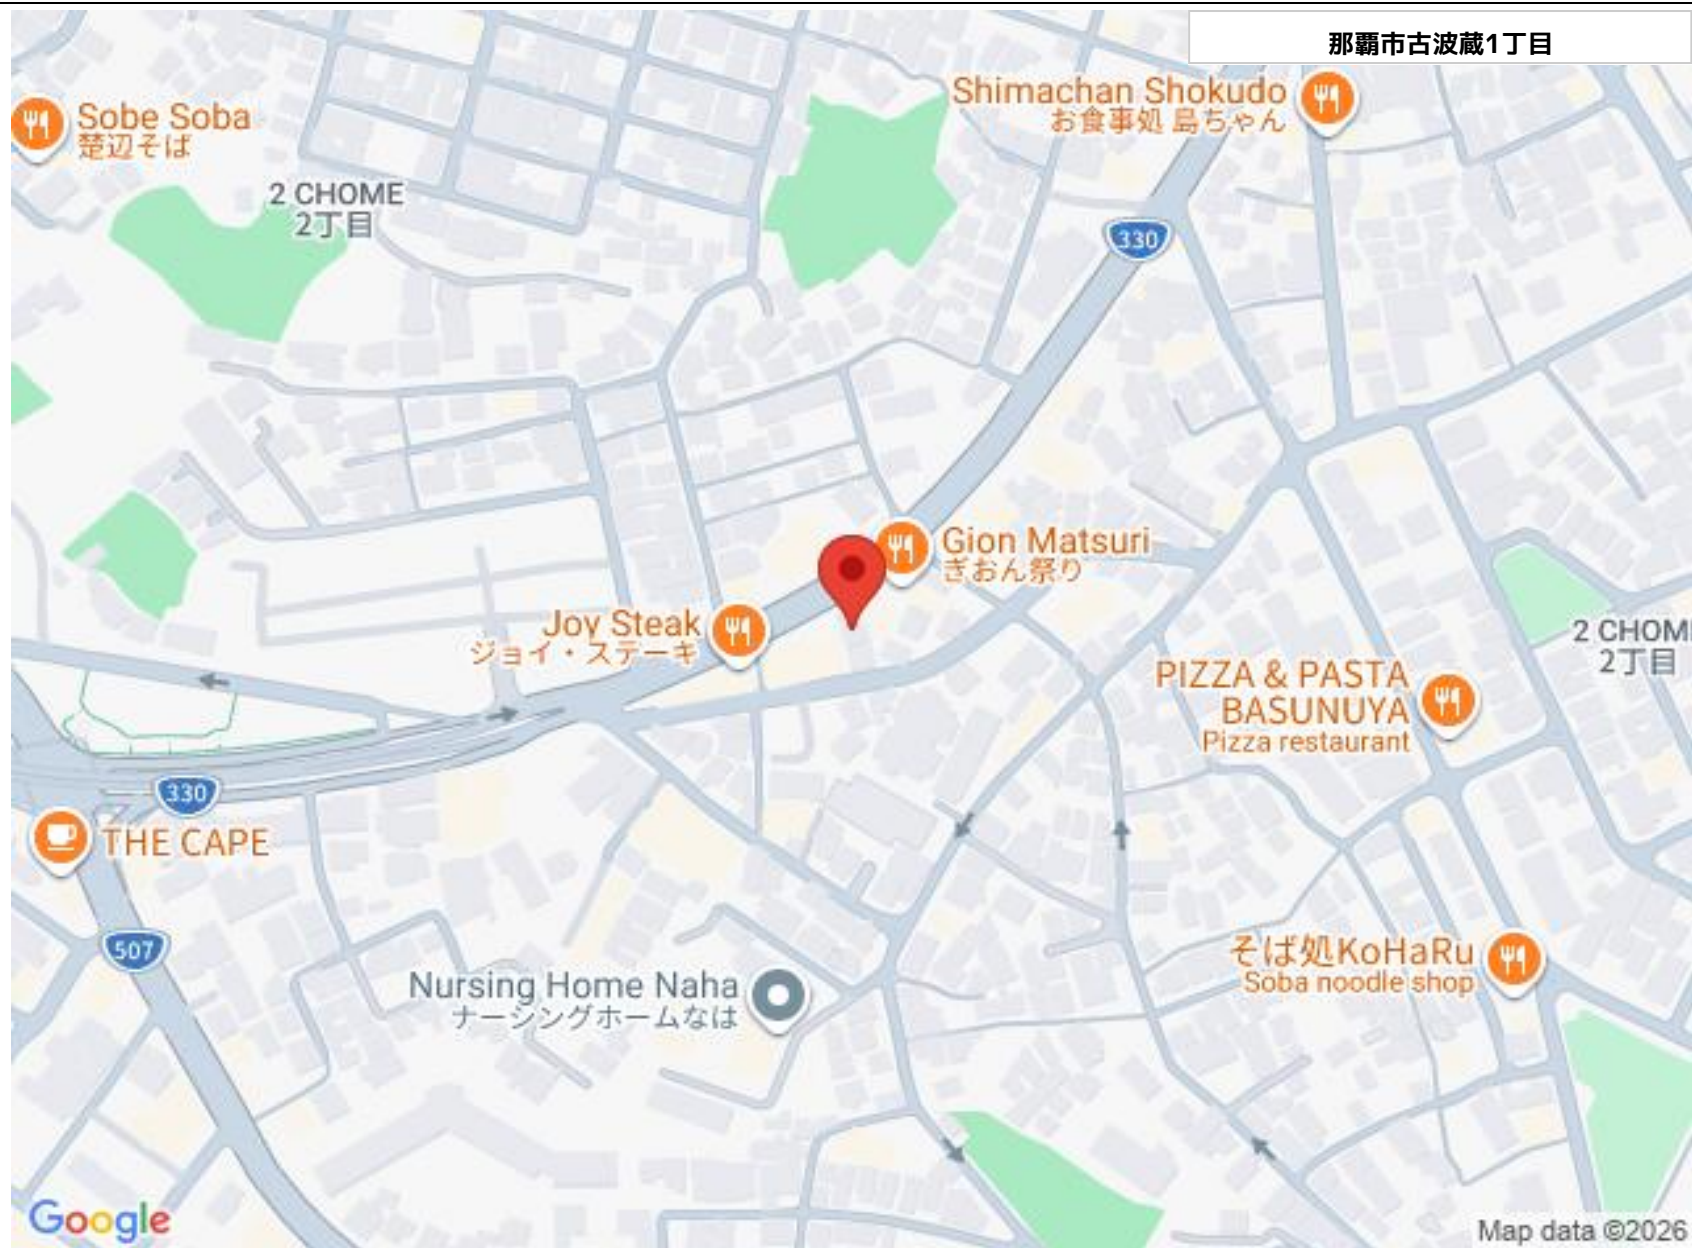 那覇市古波蔵1丁目
Shimachan Shokudo
お食事処 島ちゃん
Sobe Soba
楚辺そば
2 CHOME
2丁目
330
Gion Matsuri
ぎおん祭り
Joy Steak
ジョイ・ステーキ
2 CHOM
2丁目
PIZZA & PASTA
BASUNUYA
Pizza restaurant
330
THE CAPE
507
そば処KoHaRu
Soba noodle shop
Nursing Home Naha
ナーシングホームなは
Google
Map data ©2026